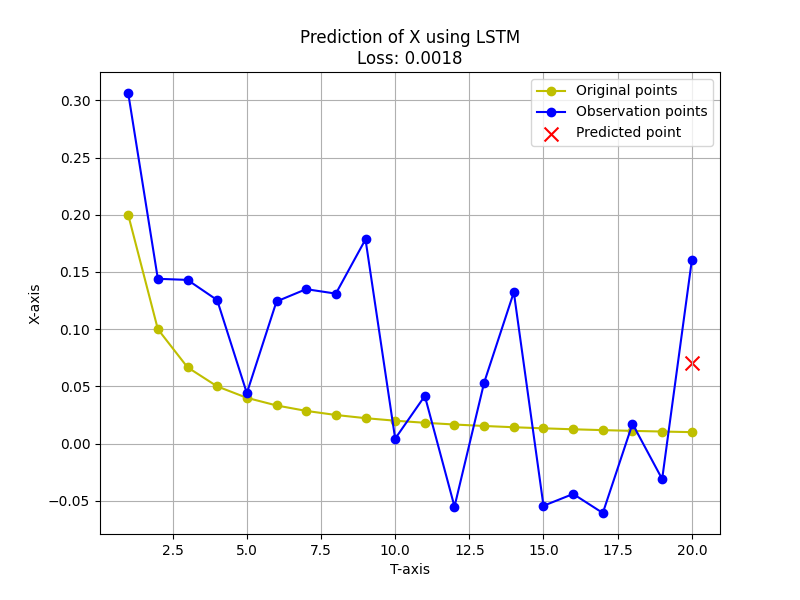 Prediction of X using LSTM
Loss: 0.0018
Original points
Observation points
Predicted point
X-axis
0.30
0.25
0.20
0.15
0.10
0.05
0.00
−0.05
2.5 5.0 7.5 10.0 12.5 15.0 17.5 20.0
T-axis